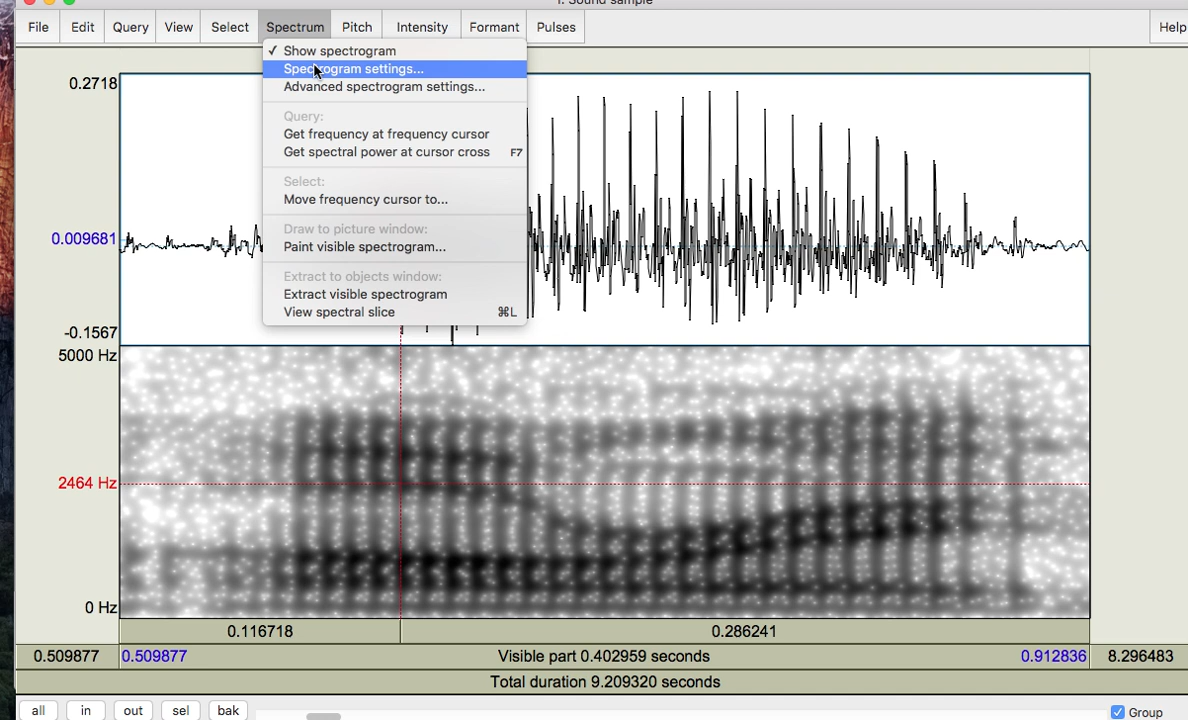 1. Sound sample
File Edit Query View Select Spectrum Pitch Intensity Formant Pulses Help
✓ Show spectrogram
Spectrogram settings...
Advanced spectrogram settings...
Query:
Get frequency at frequency cursor
Get spectral power at cursor cross F7
Select:
Move frequency cursor to...
Draw to picture window:
Paint visible spectrogram...
Extract to objects window:
Extract visible spectrogram
View spectral slice ⌘L
0.2718
0.009681
-0.1567
5000 Hz
2464 Hz
0 Hz
0.116718 0.286241
0.509877 0.509877 Visible part 0.402959 seconds 0.912836 8.296483
Total duration 9.209320 seconds
all in out sel bak Group